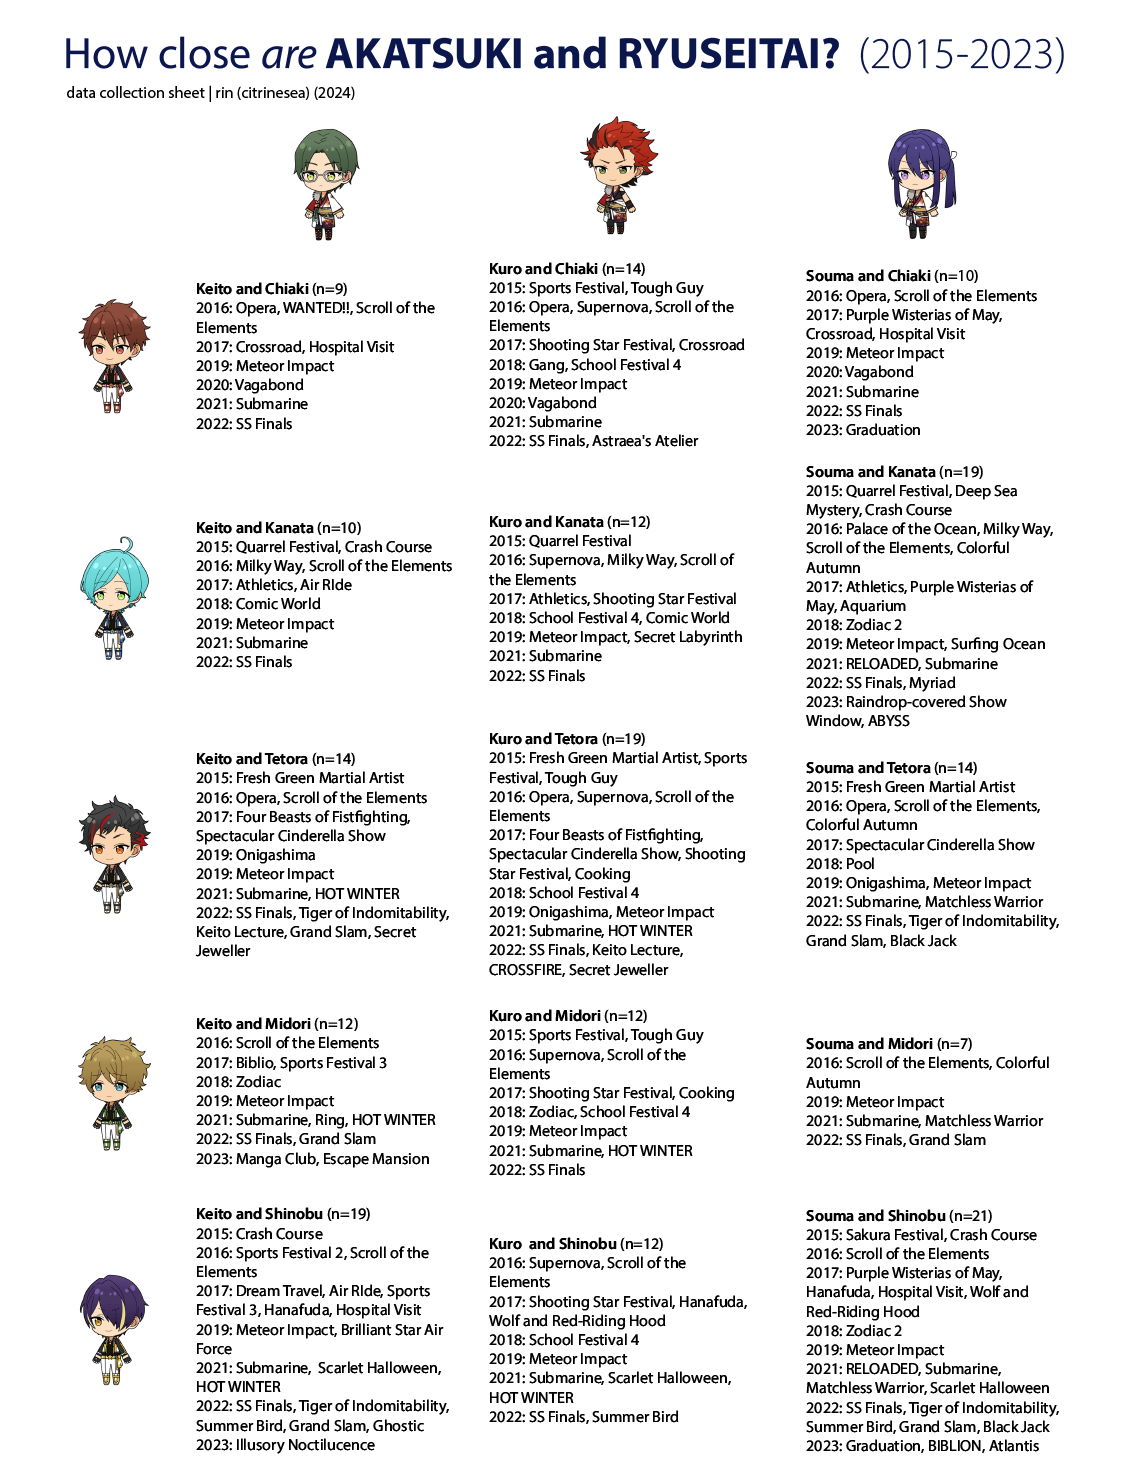 How close are AKATSUKI and RYUSEITAI? (2015-2023)
data collection sheet | rin (citrinesea) (2024)
Keito and Chiaki (n=9)
2016: Opera, WANTED!!, Scroll of the
Elements
2017: Crossroad, Hospital Visit
2019: Meteor Impact
2020: Vagabond
2021: Submarine
2022: SS Finals
Kuro and Chiaki (n=14)
2015: Sports Festival, Tough Guy
2016: Opera, Supernova, Scroll of the
Elements
2017: Shooting Star Festival, Crossroad
2018: Gang, School Festival 4
2019: Meteor Impact
2020: Vagabond
2021: Submarine
2022: SS Finals, Astraea's Atelier
Souma and Chiaki (n=10)
2016: Opera, Scroll of the Elements
2017: Purple Wisterias of May,
Crossroad, Hospital Visit
2019: Meteor Impact
2020: Vagabond
2021: Submarine
2022: SS Finals
2023: Graduation
Keito and Kanata (n=10)
2015: Quarrel Festival, Crash Course
2016: Milky Way, Scroll of the Elements
2017: Athletics, Air RIde
2018: Comic World
2019: Meteor Impact
2021: Submarine
2022: SS Finals
Kuro and Kanata (n=12)
2015: Quarrel Festival
2016: Supernova, Milky Way, Scroll of
the Elements
2017: Athletics, Shooting Star Festival
2018: School Festival 4, Comic World
2019: Meteor Impact, Secret Labyrinth
2021: Submarine
2022: SS Finals
Souma and Kanata (n=19)
2015: Quarrel Festival, Deep Sea
Mystery, Crash Course
2016: Palace of the Ocean, Milky Way,
Scroll of the Elements, Colorful
Autumn
2017: Athletics, Purple Wisterias of
May, Aquarium
2018: Zodiac 2
2019: Meteor Impact, Surfing Ocean
2021: RELOADED, Submarine
2022: SS Finals, Myriad
2023: Raindrop-covered Show
Window, ABYSS
Keito and Tetora (n=14)
2015: Fresh Green Martial Artist
2016: Opera, Scroll of the Elements
2017: Four Beasts of Fistfighting,
Spectacular Cinderella Show
2019: Onigashima
2019: Meteor Impact
2021: Submarine, HOT WINTER
2022: SS Finals, Tiger of Indomitability,
Keito Lecture, Grand Slam, Secret
Jeweller
Kuro and Tetora (n=19)
2015: Fresh Green Martial Artist, Sports
Festival, Tough Guy
2016: Opera, Supernova, Scroll of the
Elements
2017: Four Beasts of Fistfighting,
Spectacular Cinderella Show, Shooting
Star Festival, Cooking
2018: School Festival 4
2019: Onigashima, Meteor Impact
2021: Submarine, HOT WINTER
2022: SS Finals, Keito Lecture,
CROSSFIRE, Secret Jeweller
Souma and Tetora (n=14)
2015: Fresh Green Martial Artist
2016: Opera, Scroll of the Elements,
Colorful Autumn
2017: Spectacular Cinderella Show
2018: Pool
2019: Onigashima, Meteor Impact
2021: Submarine, Matchless Warrior
2022: SS Finals, Tiger of Indomitability,
Grand Slam, Black Jack
Keito and Midori (n=12)
2016: Scroll of the Elements
2017: Biblio, Sports Festival 3
2018: Zodiac
2019: Meteor Impact
2021: Submarine, Ring, HOT WINTER
2022: SS Finals, Grand Slam
2023: Manga Club, Escape Mansion
Kuro and Midori (n=12)
2015: Sports Festival, Tough Guy
2016: Supernova, Scroll of the
Elements
2017: Shooting Star Festival, Cooking
2018: Zodiac, School Festival 4
2019: Meteor Impact
2021: Submarine, HOT WINTER
2022: SS Finals
Souma and Midori (n=7)
2016: Scroll of the Elements, Colorful
Autumn
2019: Meteor Impact
2021: Submarine, Matchless Warrior
2022: SS Finals, Grand Slam
Keito and Shinobu (n=19)
2015: Crash Course
2016: Sports Festival 2, Scroll of the
Elements
2017: Dream Travel, Air RIde, Sports
Festival 3, Hanafuda, Hospital Visit
2019: Meteor Impact, Brilliant Star Air
Force
2021: Submarine, Scarlet Halloween,
HOT WINTER
2022: SS Finals, Tiger of Indomitability,
Summer Bird, Grand Slam, Ghostic
2023: Illusory Noctilucence
Kuro and Shinobu (n=12)
2016: Supernova, Scroll of the
Elements
2017: Shooting Star Festival, Hanafuda,
Wolf and Red-Riding Hood
2018: School Festival 4
2019: Meteor Impact
2021: Submarine, Scarlet Halloween,
HOT WINTER
2022: SS Finals, Summer Bird
Souma and Shinobu (n=21)
2015: Sakura Festival, Crash Course
2016: Scroll of the Elements
2017: Purple Wisterias of May,
Hanafuda, Hospital Visit, Wolf and
Red-Riding Hood
2018: Zodiac 2
2019: Meteor Impact
2021: RELOADED, Submarine,
Matchless Warrior, Scarlet Halloween
2022: SS Finals, Tiger of Indomitability,
Summer Bird, Grand Slam, Black Jack
2023: Graduation, BIBLION, Atlantis